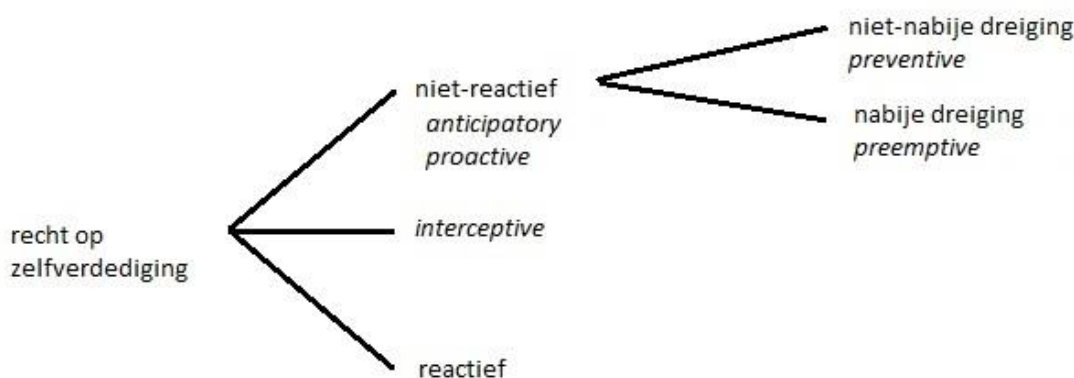 niet-nabije dreiging
preventive
niet-reactief
anticipatory
proactive
nabije dreiging
preemptive
interceptive
recht op
zelfverdediging
reactief